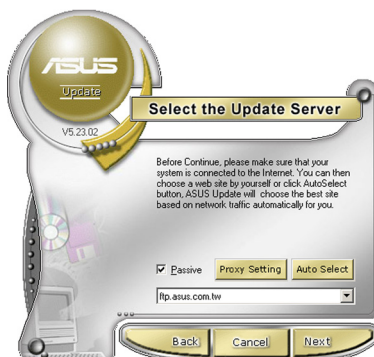 ASUS
Update
V5.23.02
Select the Update Server
Before Continue, please make sure that your
system is connected to the Internet. You can then
choose a web site by yourself or click AutoSelect
button, ASUS Update will choose the best site
based on network traffic automatically for you.
Passive Proxy Setting Auto Select
ftp.asus.com.tw
Back Cancel Next